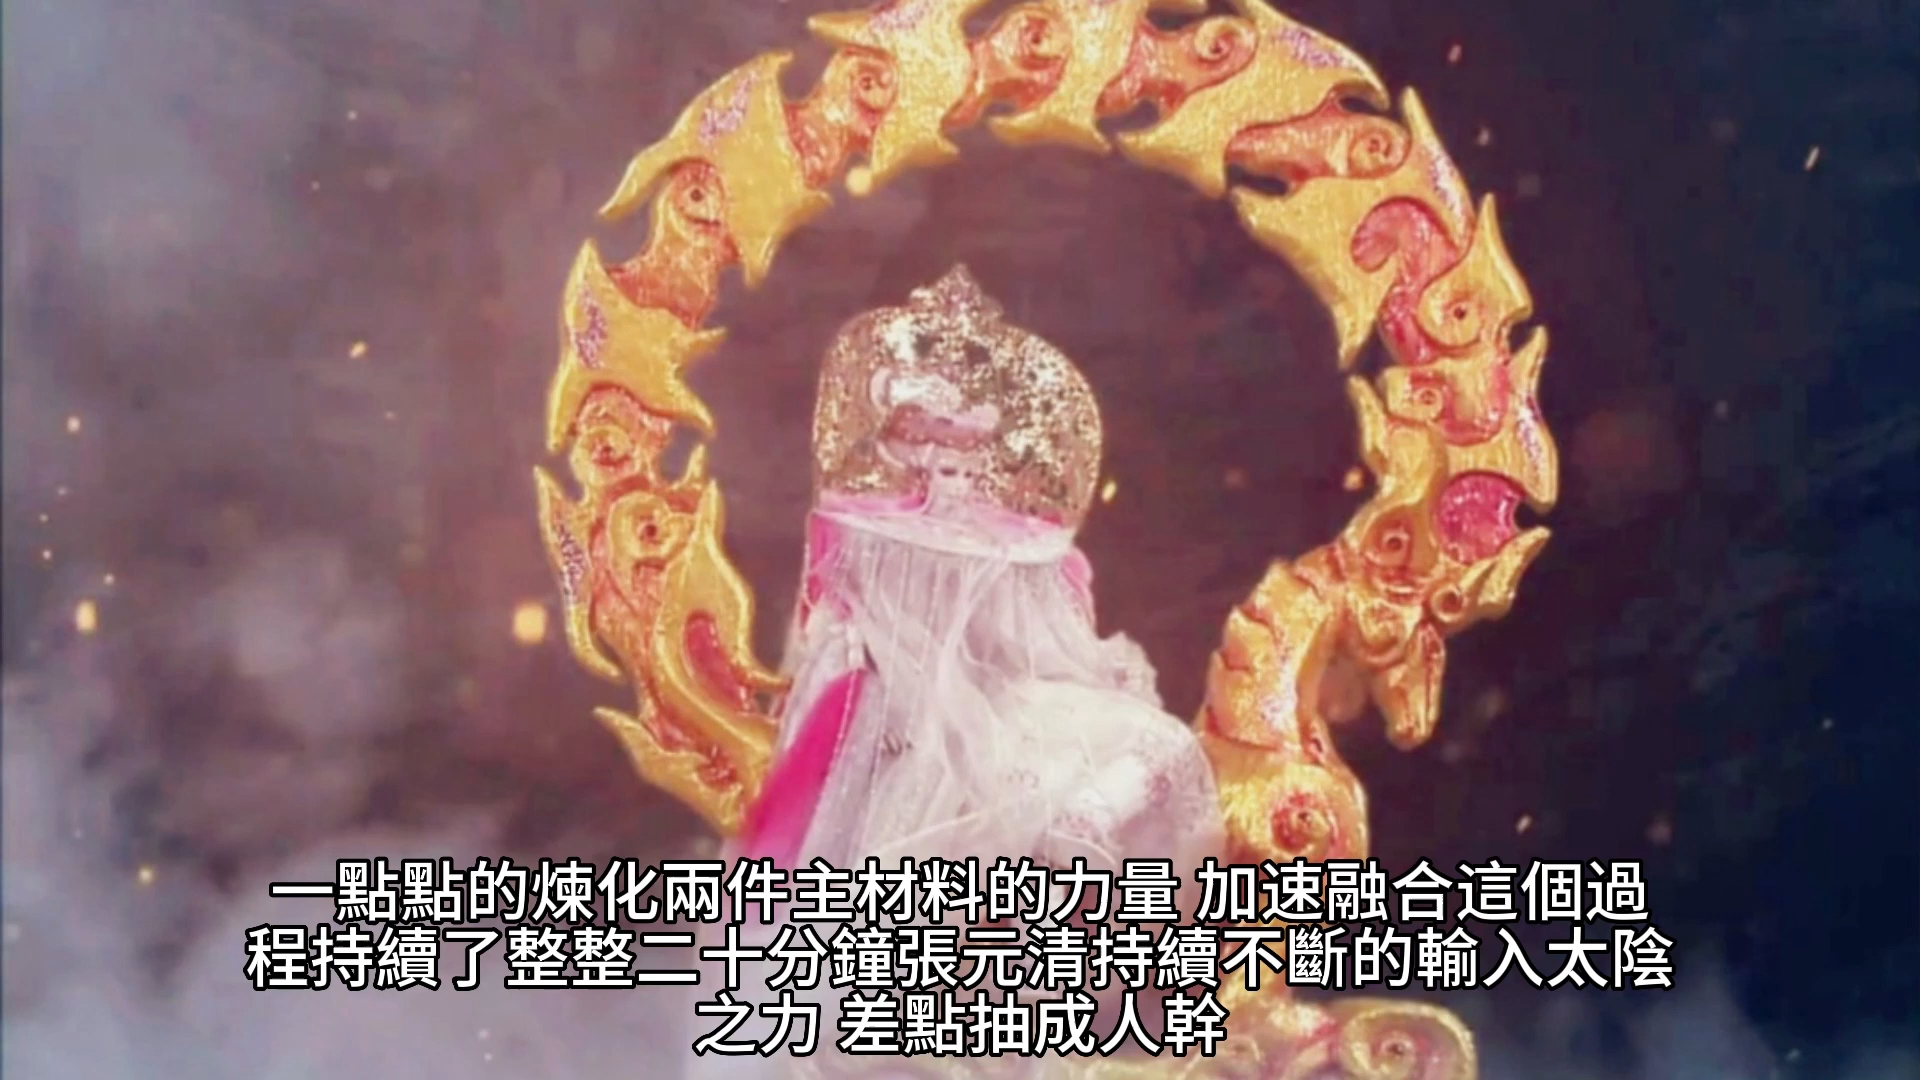 一點點的煉化兩件主材料的力量 加速融合這個過
程持續了整整二十分鐘張元清持續不斷的輸入太陰
之力 差點抽成人幹